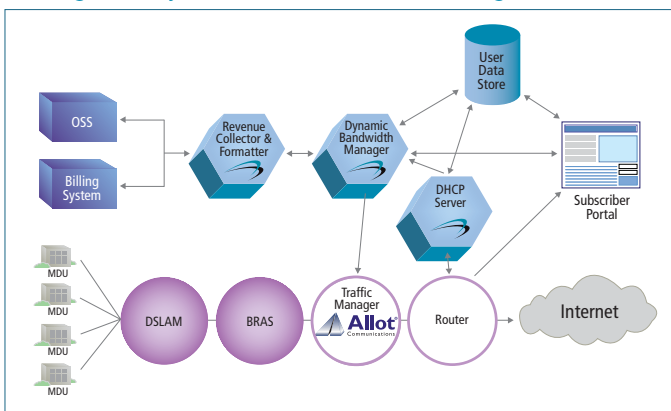 User
Data
Store
OSS
Revenue
Collector &
Formatter
Dynamic
Bandwidth
Manager
Billing
System
DHCP
Server
Subscriber
Portal
MDU
MDU
MDU
MDU
DSLAM
BRAS
Traffic
Manager
Allot
Communications
Router
Internet